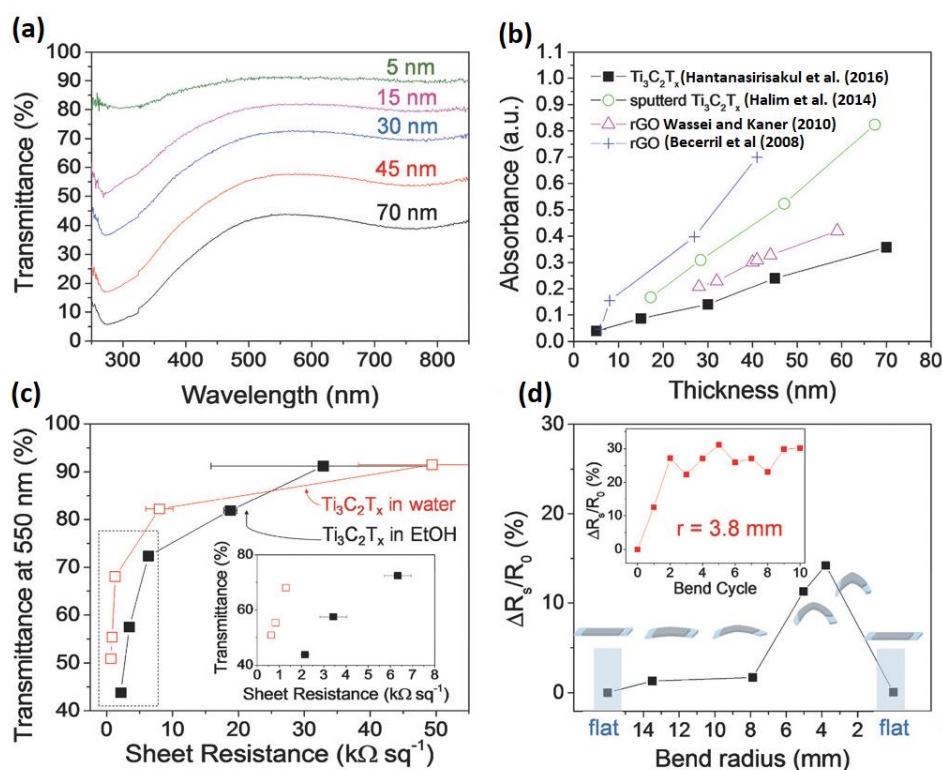 (a)
100
90
80
70
60
50
40
30
20
10
0
Transmittance (%)
5 nm
15 nm
30 nm
45 nm
70 nm
300 400 500 600 700 800
Wavelength (nm)
(b)
1.1
1.0
0.9
0.8
0.7
0.6
0.5
0.4
0.3
0.2
0.1
0.0
Absorbance (a.u.)
Ti₃C₂Tₓ (Hantanasirisakul et al. (2016)
sputterd Ti₃C₂Tₓ (Halim et al. (2014)
rGO Wassei and Kaner (2010)
rGO (Becerril et al (2008)
0 10 20 30 40 50 60 70 80
Thickness (nm)
(c)
100
90
80
70
60
50
40
Transmittance at 550 nm (%)
Ti₃C₂Tₓ in water
Ti₃C₂Tₓ in EtOH
80
60
40
Transmittance (%)
0 1 2 3 4 5 6 7 8
Sheet Resistance (kΩ sq⁻¹)
0 10 20 30 40 50
Sheet Resistance (kΩ sq⁻¹)
(d)
30
20
10
0
ΔRₛ/R₀ (%)
40
30
20
10
0
ΔRₛ/R₀ (%)
r = 3.8 mm
0 2 4 6 8 10
Bend Cycle
flat 14 12 10 8 6 4 2 flat
Bend radius (mm)